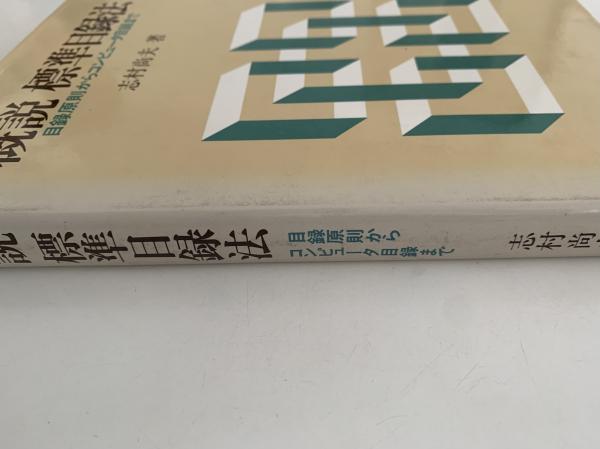 概説 標準目録法
目録原則からコンピュータ目録まで
志村尚夫 著
説 標準目録法
目録原則から
コンピュータ目録まで
志村尚